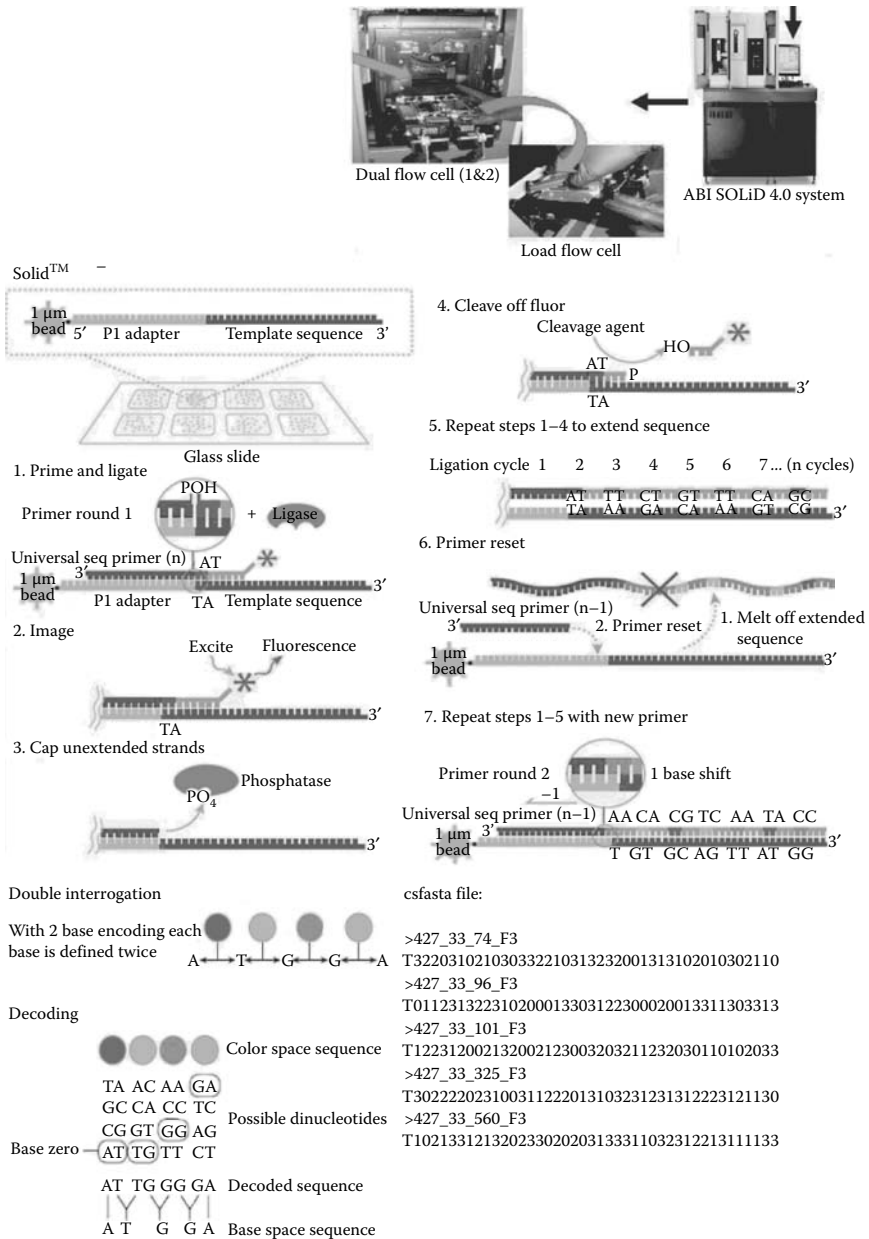 Dual flow cell (1&2)
ABI SOLiD 4.0 system
Load flow cell
Solid™ –
1 μm
bead
5′ P1 adapter Template sequence 3′
Glass slide
1. Prime and ligate
POH
Primer round 1 + Ligase
Universal seq primer (n) AT
3′
1 μm
bead
P1 adapter TA Template sequence 3′
2. Image
Excite Fluorescence
TA 3′
3. Cap unextended strands
Phosphatase
PO4
3′
4. Cleave off fluor
Cleavage agent
HO
AT P
TA 3′
5. Repeat steps 1–4 to extend sequence
Ligation cycle 1 2 3 4 5 6 7... (n cycles)
AT TT CT GT TT CA GC
TA AA GA CA AA GT CG 3′
6. Primer reset
Universal seq primer (n–1)
3′ 2. Primer reset
1. Melt off extended
sequence
1 μm
bead
3′
7. Repeat steps 1–5 with new primer
Primer round 2 1 base shift
–1
Universal seq primer (n–1) AA CA CG TC AA TA CC
1 μm
bead
3′ 3′
T GT GC AG TT AT GG
Double interrogation
With 2 base encoding each
base is defined twice
A T G G A
Decoding
Color space sequence
TA AC AA GA
GC CA CC TC
Possible dinucleotides
CG GT GG AG
Base zero AT TG TT CT
AT TG GG GA Decoded sequence
A T G G A Base space sequence
csfasta file:
>427_33_74_F3
T322031021030332210313232001313102010302110
>427_33_96_F3
T011231322310200013303122300020013311303313
>427_33_101_F3
T12231200213200212300320321123203011010​2033
>427_33_325_F3
T30222202310031122201310323123131222312​1130
>427_33_560_F3
T10213312132023302020313331103231221311​1133